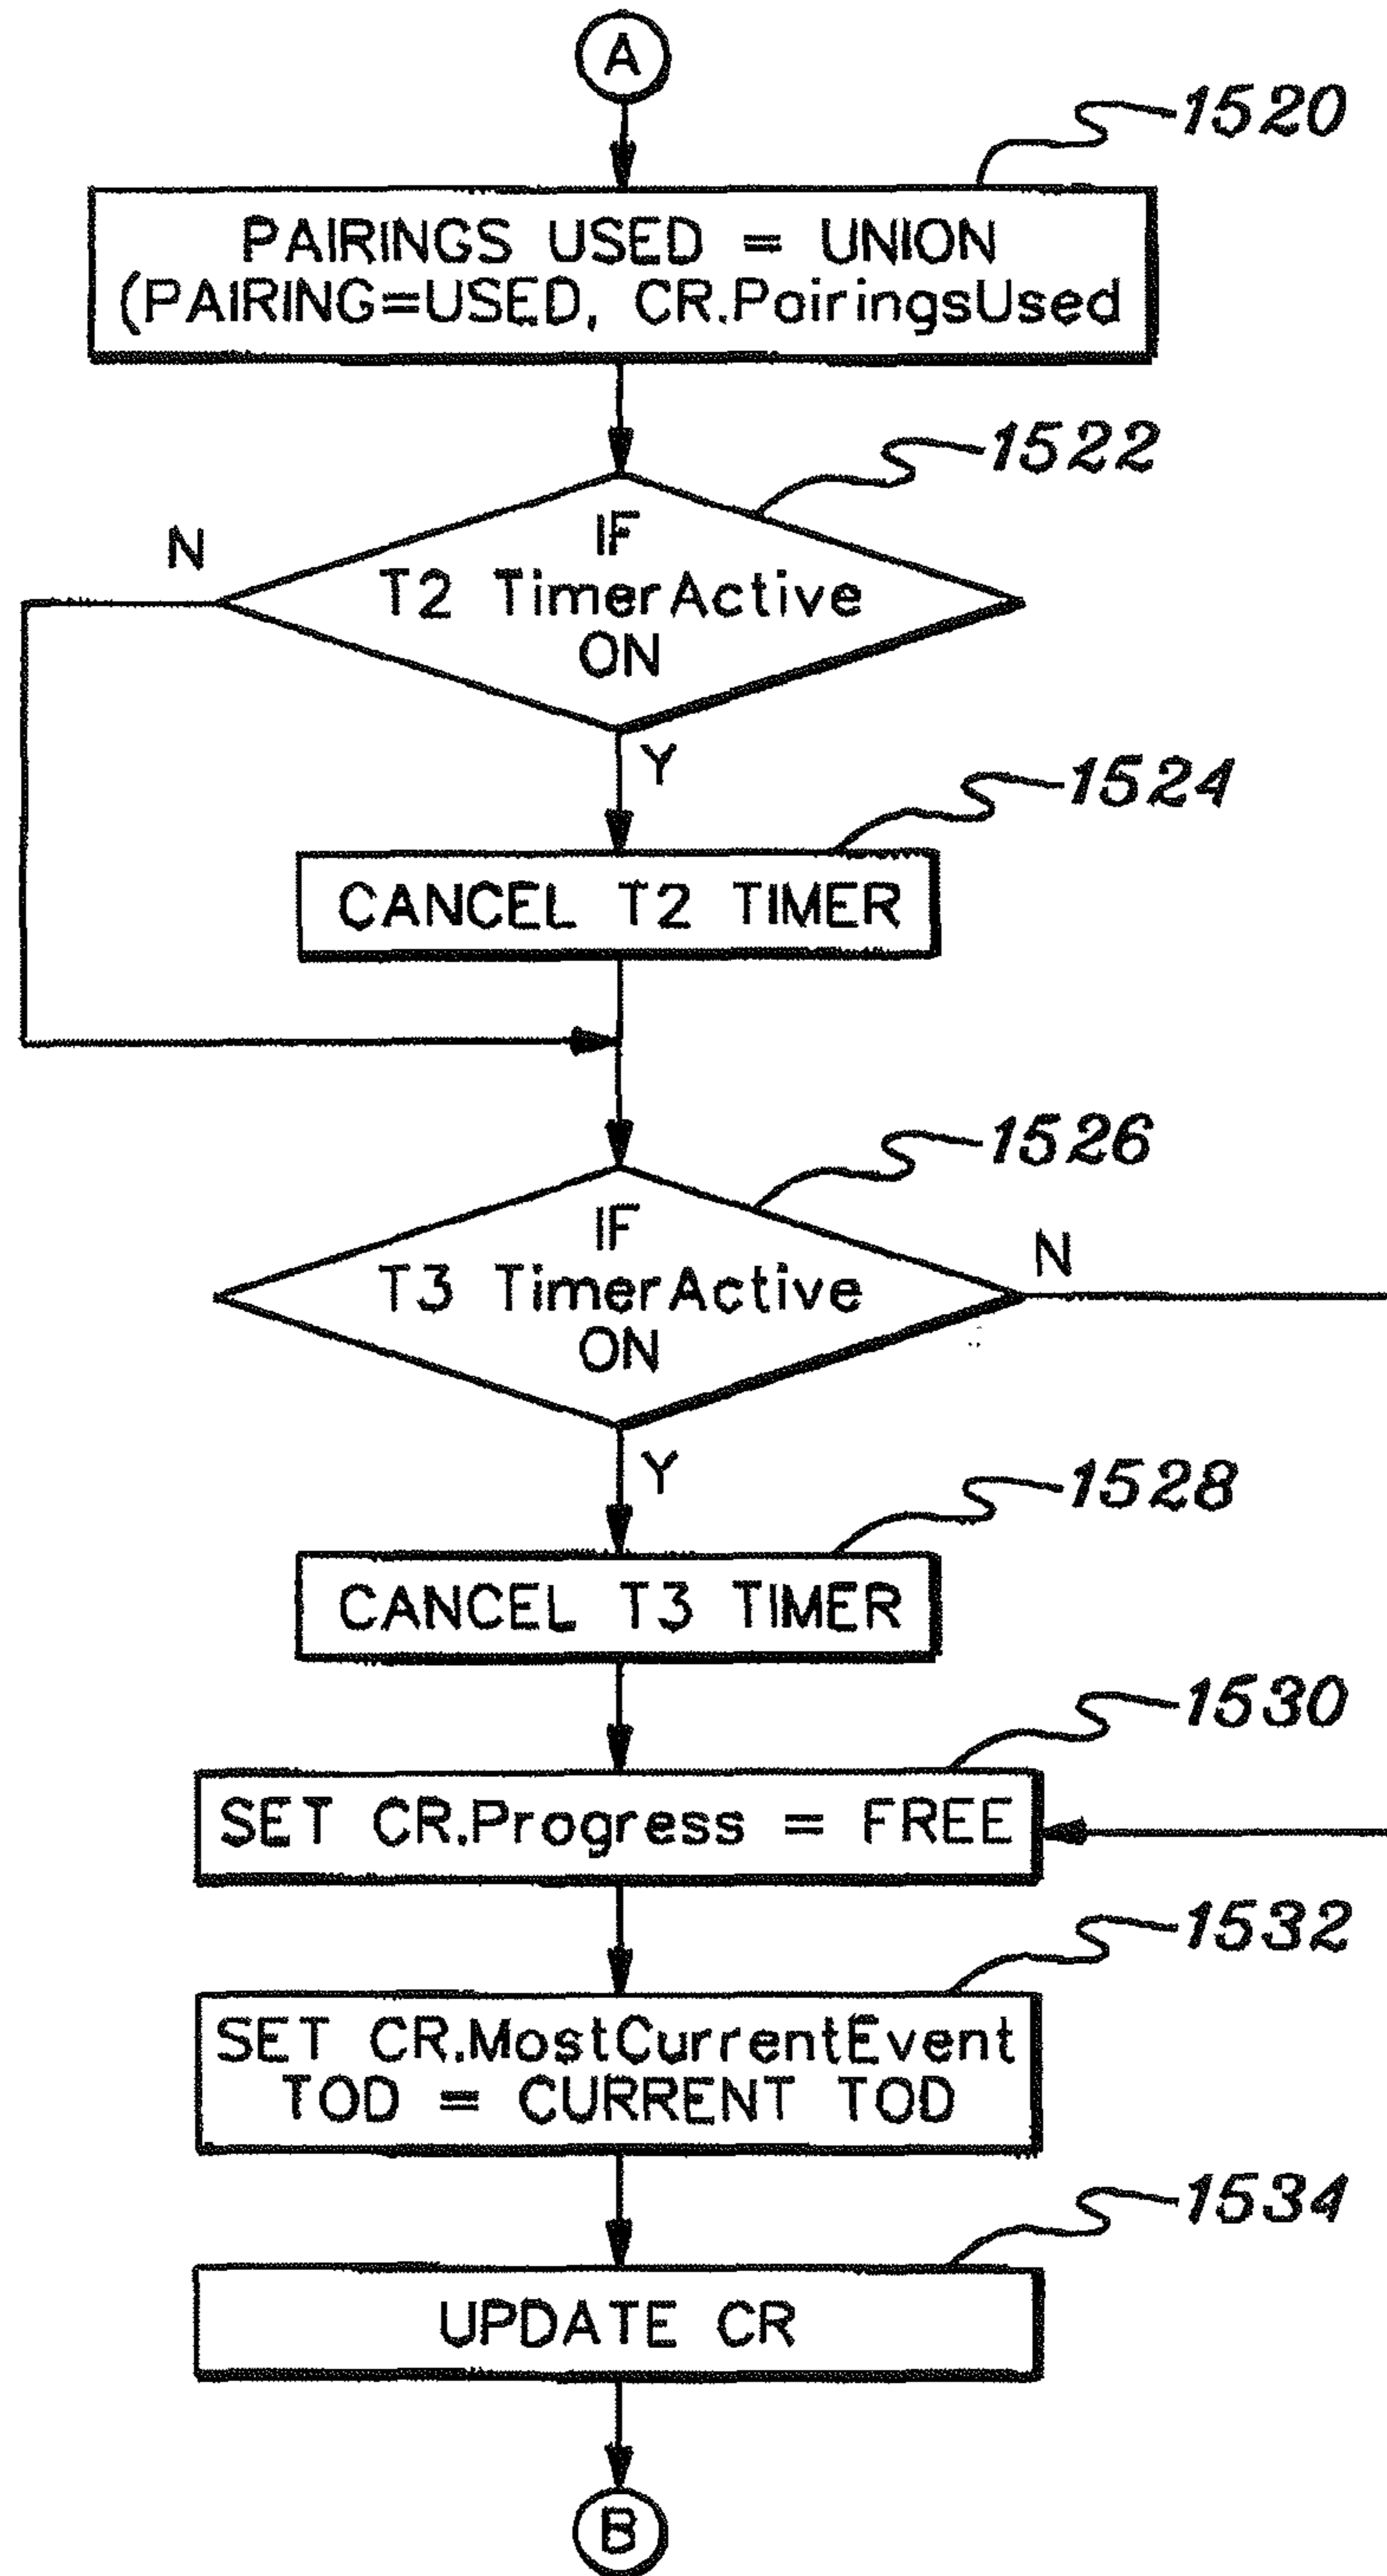 A
1520
PAIRINGS USED = UNION
(PAIRING=USED, CR.PairingsUsed
1522
N
IF
T2 TimerActive
ON
Y
1524
CANCEL T2 TIMER
1526
IF
N
T3 TimerActive
ON
Y
1528
CANCEL T3 TIMER
1530
SET CR.Progress = FREE
1532
SET CR.MostCurrentEvent
TOD = CURRENT TOD
1534
UPDATE CR
B